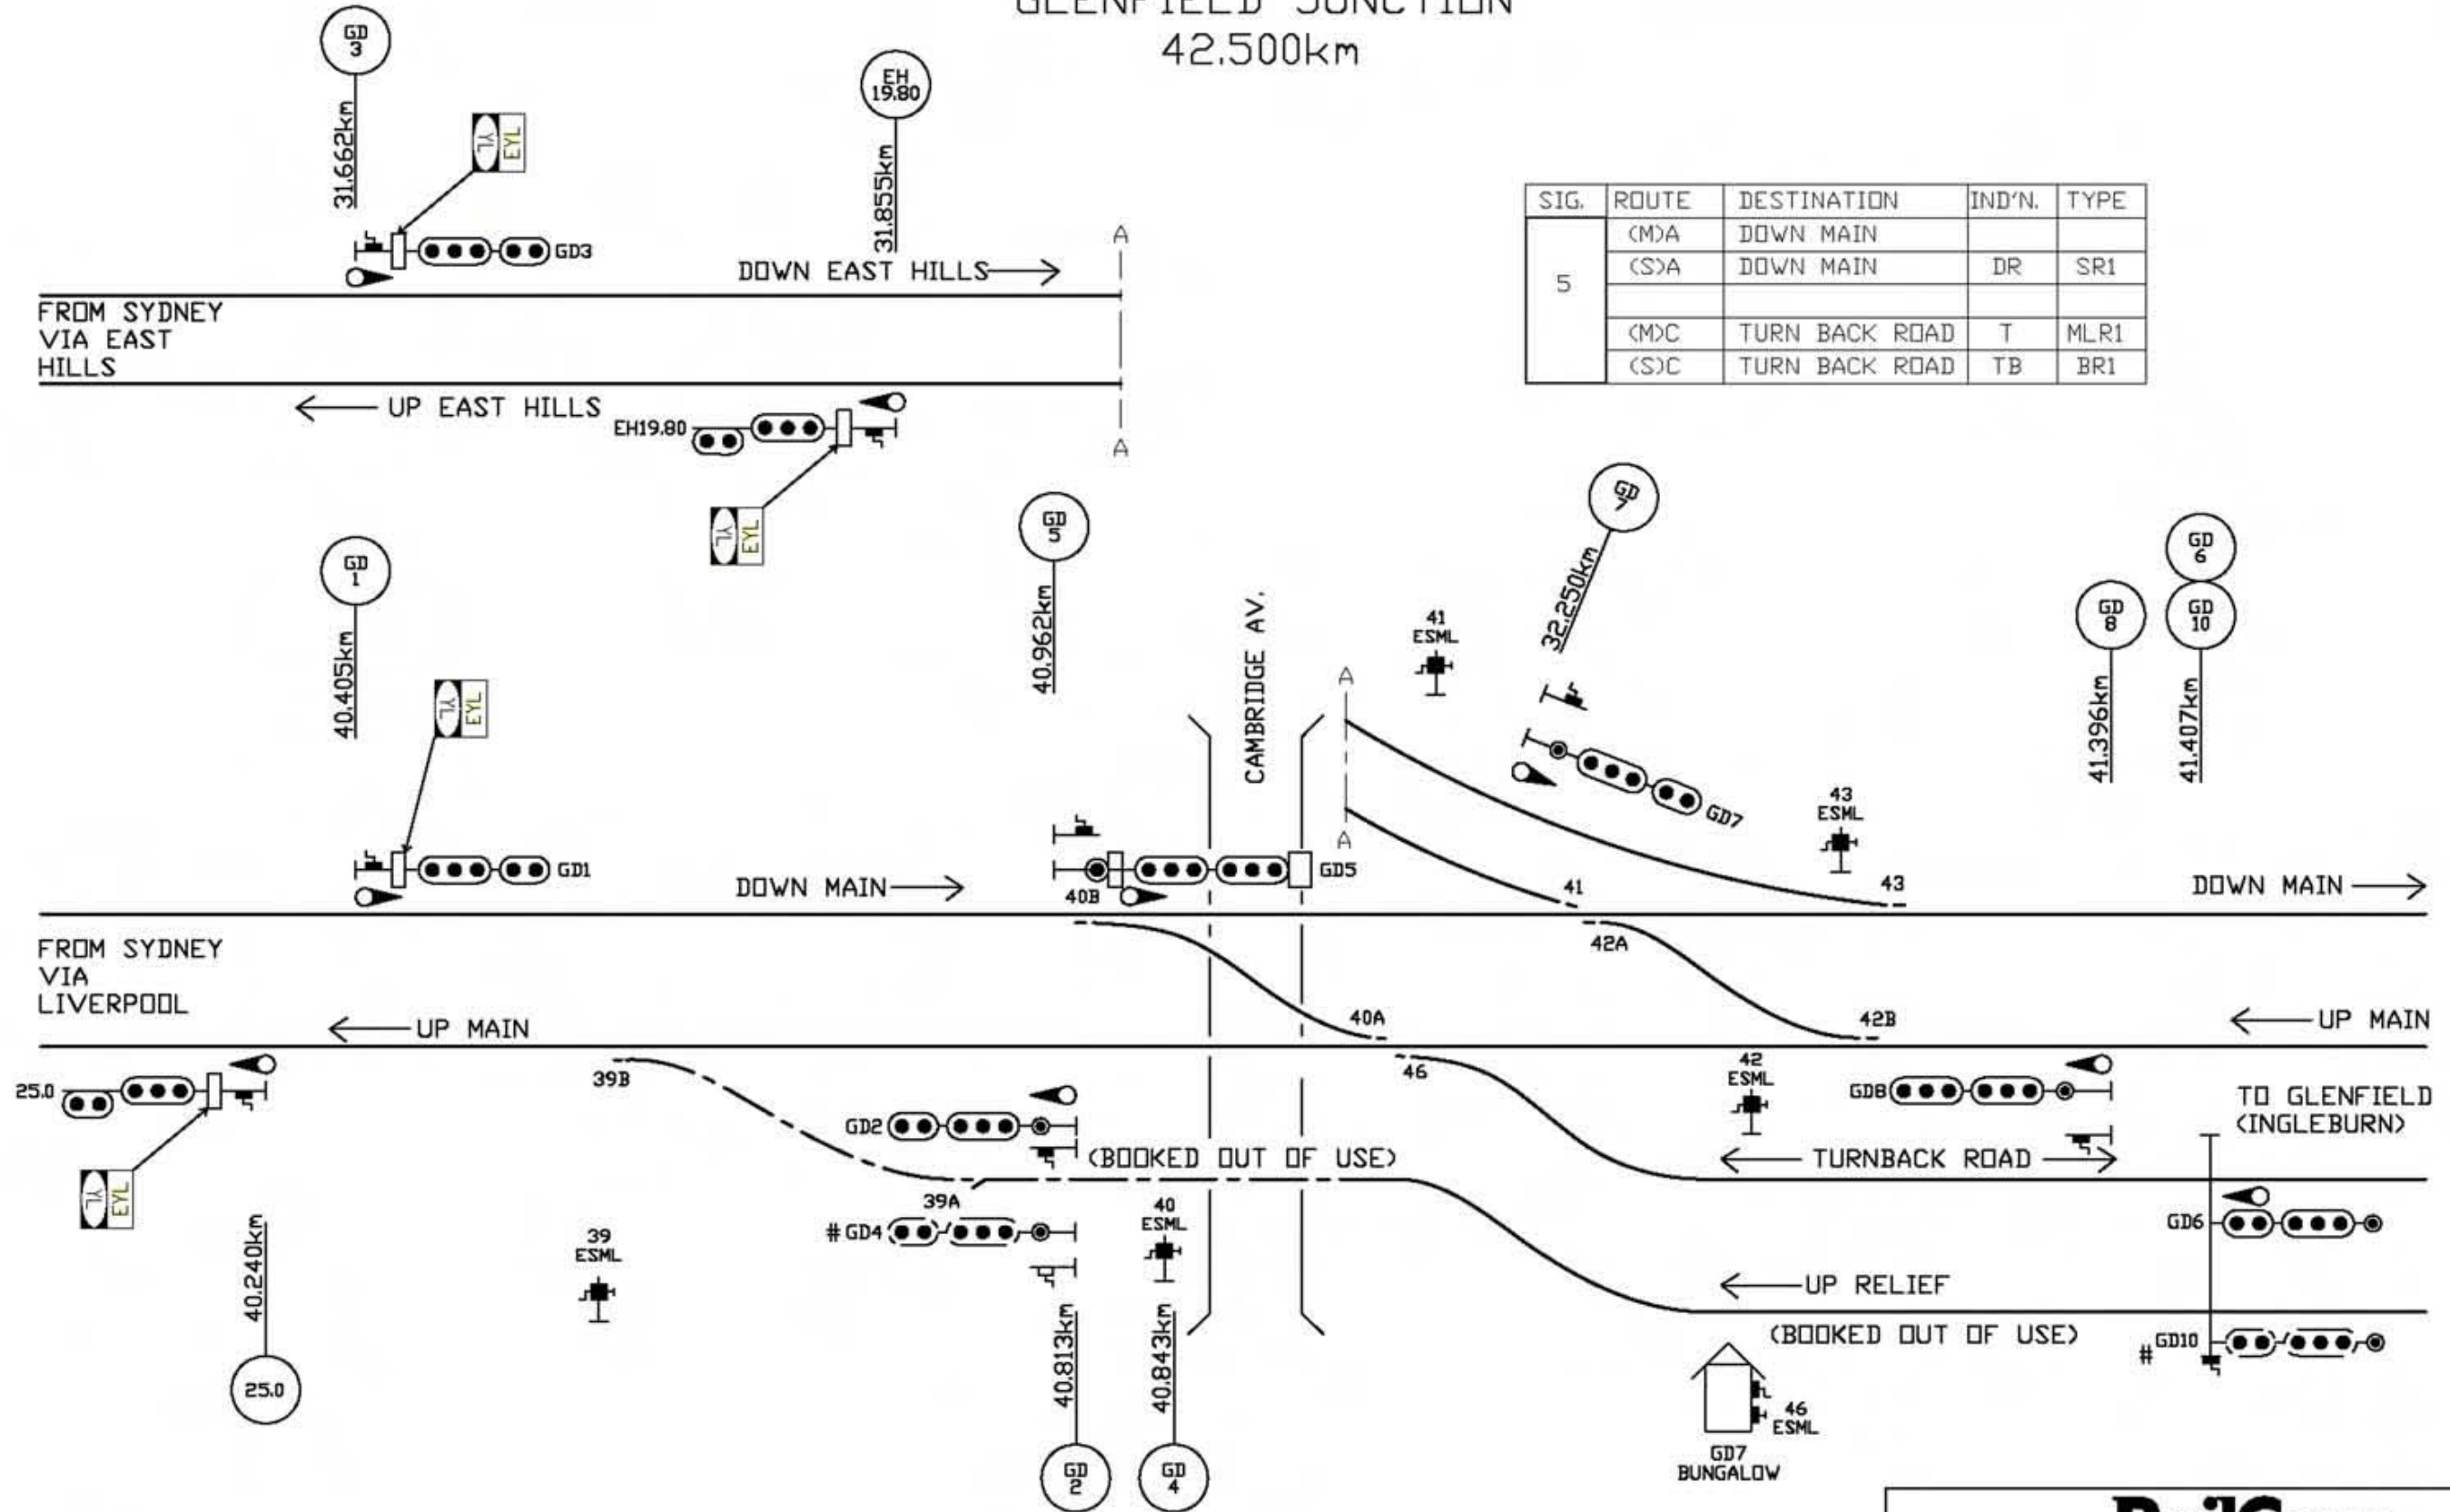 GLENFIELD JUNCTION
42.500km
GD
3
31.662km
YL
EYL
GD3
EH
19.80
31.855km
DOWN EAST HILLS
A
FROM SYDNEY
VIA EAST
HILLS
UP EAST HILLS
EH19.80
A
YL
EYL
SIG. ROUTE DESTINATION IND'N. TYPE
5
(M)A DOWN MAIN
(S)A DOWN MAIN DR SR1
(M)C TURN BACK ROAD T MLR1
(S)C TURN BACK ROAD TB BR1
GD
1
40.405km
YL
EYL
GD1
DOWN MAIN
GD
5
40.962km
40B
GD5
CAMBRIDGE AV.
A
A
41
ESML
GD
7
32.250km
GD7
43
ESML
41
43
GD
8
41.396km
GD
6
GD
10
41.407km
DOWN MAIN
FROM SYDNEY
VIA
LIVERPOOL
42A
UP MAIN
40A
42B
UP MAIN
25.0
39B
46
42
ESML
GD8
TO GLENFIELD
(INGLEBURN)
YL
EYL
GD2
(BOOKED OUT OF USE)
TURNBACK ROAD
39A
# GD4
40
ESML
39
ESML
GD6
40.240km
25.0
UP RELIEF
(BOOKED OUT OF USE)
# GD10
40.813km
GD
2
40.843km
GD
4
46
ESML
GD7
BUNGALOW